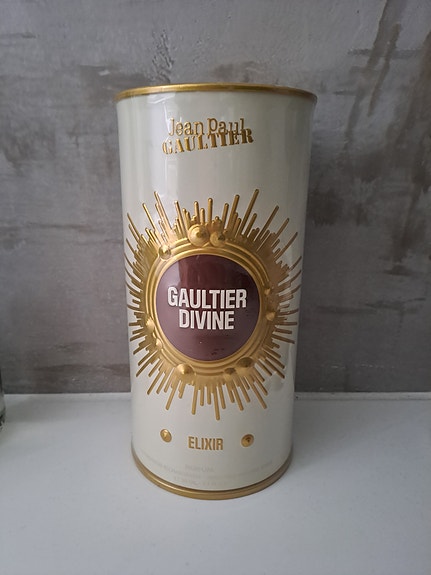 Jean Paul
GAULTIER
GAULTIER
DIVINE
ELIXIR